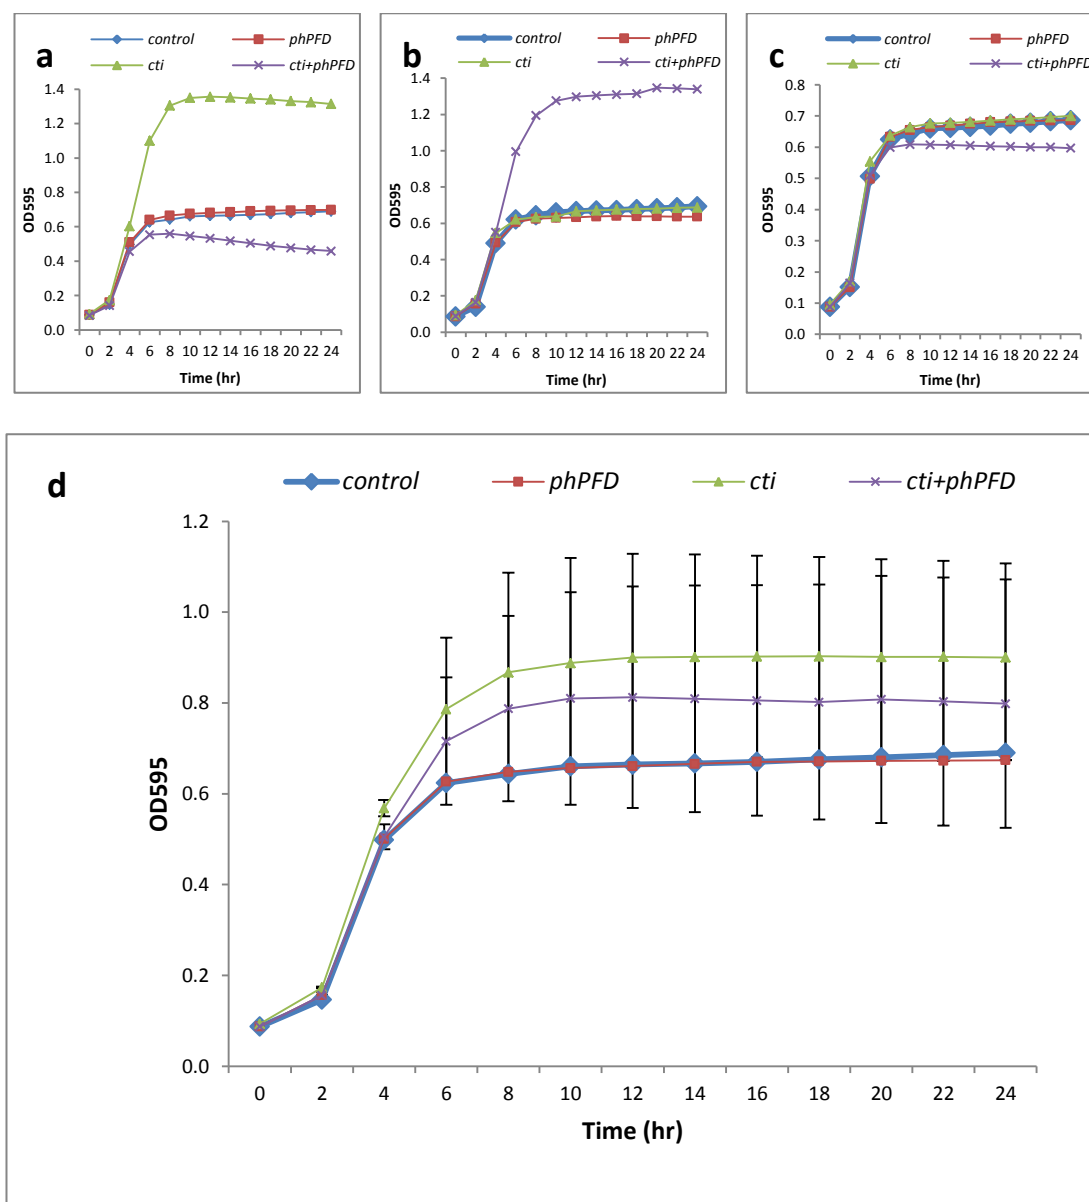 a
control phPFD
cti cti+phPFD
1.4
1.2
1.0
0.8
0.6
0.4
0.2
0.0
OD595
0 2 4 6 8 10 12 14 16 18 20 22 24
Time (hr)
b
control phPFD
cti cti+phPFD
1.4
1.2
1.0
0.8
0.6
0.4
0.2
0.0
OD595
0 2 4 6 8 10 12 14 16 18 20 22 24
Time (hr)
c
control phPFD
cti cti+phPFD
0.8
0.7
0.6
0.5
0.4
0.3
0.2
0.1
0.0
OD595
0 2 4 6 8 10 12 14 16 18 20 22 24
Time (hr)
d
control phPFD cti cti+phPFD
1.2
1.0
0.8
0.6
0.4
0.2
0.0
OD595
0 2 4 6 8 10 12 14 16 18 20 22 24
Time (hr)